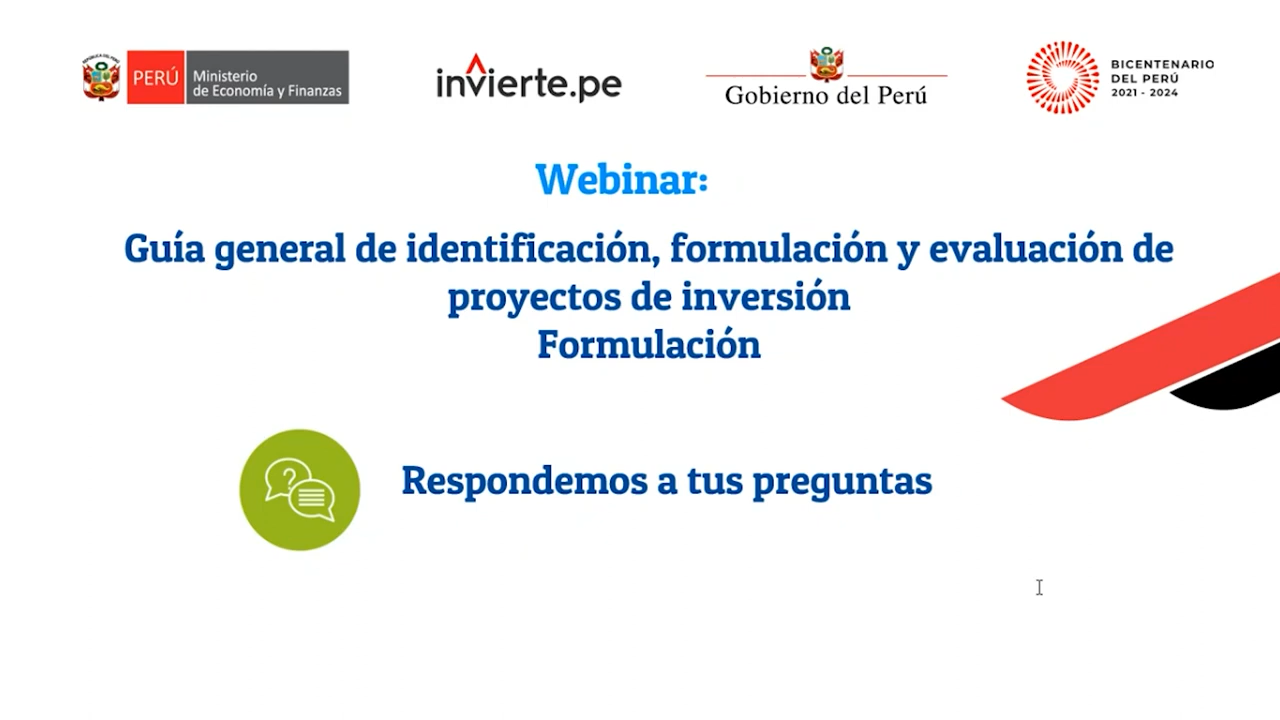 PERÚ
Ministerio
de Economía y Finanzas
invierte.pe
Gobierno del Perú
BICENTENARIO
DEL PERÚ
2021 - 2024
Webinar:
Guía general de identificación, formulación y evaluación de
proyectos de inversión
Formulación
?
Respondemos a tus preguntas